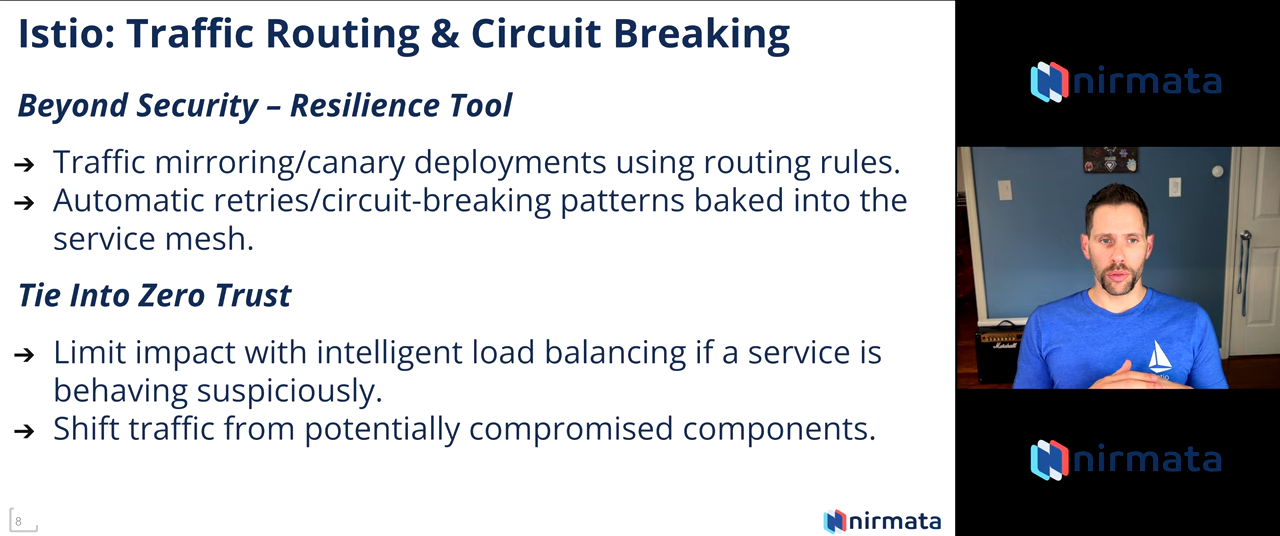 Istio: Traffic Routing & Circuit Breaking
Beyond Security – Resilience Tool
➔ Traffic mirroring/canary deployments using routing rules.
➔ Automatic retries/circuit-breaking patterns baked into the
service mesh.
Tie Into Zero Trust
➔ Limit impact with intelligent load balancing if a service is
behaving suspiciously.
➔ Shift traffic from potentially compromised components.
8
nirmata
nirmata
Marshall
nirmata